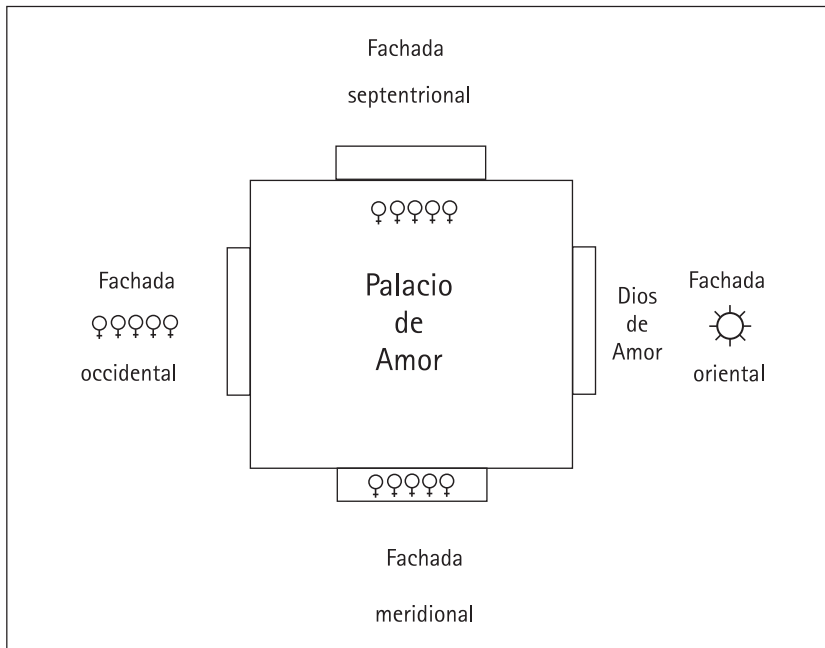 Fachada
septentrional
Palacio
de
Amor
Fachada
occidental
Dios
de
Amor
Fachada
oriental
Fachada
meridional